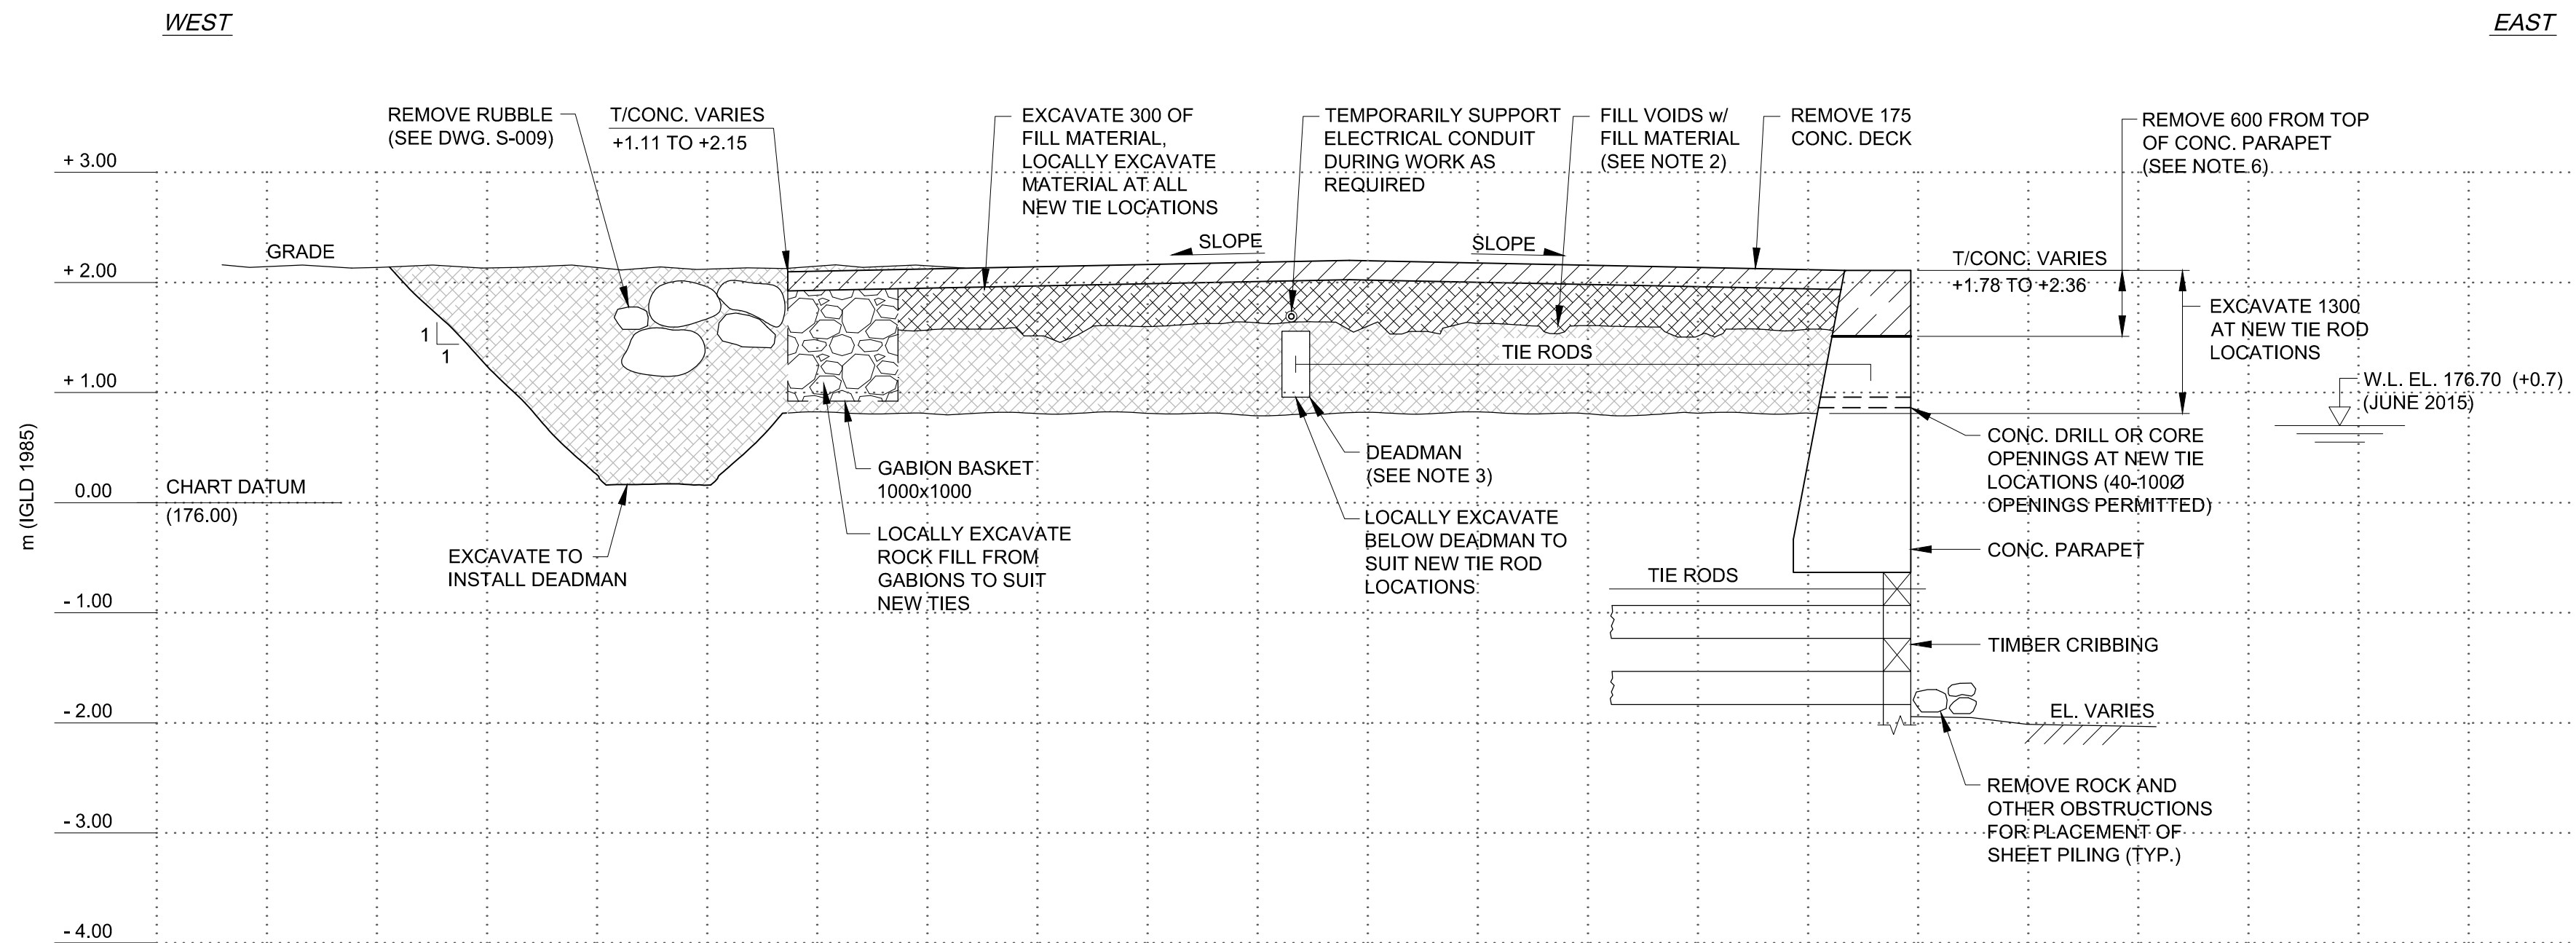 WEST
EAST
REMOVE RUBBLE
(SEE DWG. S-009)
T/CONC. VARIES
+1.11 TO +2.15
EXCAVATE 300 OF
FILL MATERIAL,
LOCALLY EXCAVATE
MATERIAL AT ALL
NEW TIE LOCATIONS
TEMPORARILY SUPPORT
ELECTRICAL CONDUIT
DURING WORK AS
REQUIRED
FILL VOIDS w/
FILL MATERIAL
(SEE NOTE 2)
REMOVE 175
CONC. DECK
REMOVE 600 FROM TOP
OF CONC. PARAPET
(SEE NOTE 6)
+ 3.00
GRADE
SLOPE
SLOPE
T/CONC. VARIES
+1.78 TO +2.36
+ 2.00
EXCAVATE 1300
AT NEW TIE ROD
LOCATIONS
1
1
TIE RODS
+ 1.00
W.L. EL. 176.70 (+0.7)
(JUNE 2015)
m (IGLD 1985)
GABION BASKET
1000x1000
DEADMAN
(SEE NOTE 3)
CONC. DRILL OR CORE
OPENINGS AT NEW TIE
LOCATIONS (40-100Ø
OPENINGS PERMITTED)
0.00
CHART DATUM
(176.00)
EXCAVATE TO
INSTALL DEADMAN
LOCALLY EXCAVATE
ROCK FILL FROM
GABIONS TO SUIT
NEW TIES
LOCALLY EXCAVATE
BELOW DEADMAN TO
SUIT NEW TIE ROD
LOCATIONS
CONC. PARAPET
TIE RODS
- 1.00
TIMBER CRIBBING
- 2.00
EL. VARIES
REMOVE ROCK AND
OTHER OBSTRUCTIONS
FOR PLACEMENT OF
SHEET PILING (TYP.)
- 3.00
- 4.00